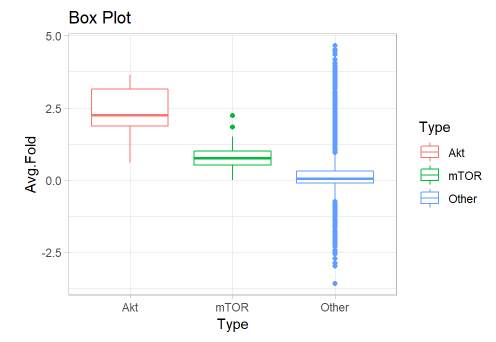 Box Plot
Avg.Fold
5.0
2.5
0.0
-2.5
Akt
mTOR
Other
Type
Type
Akt
mTOR
Other